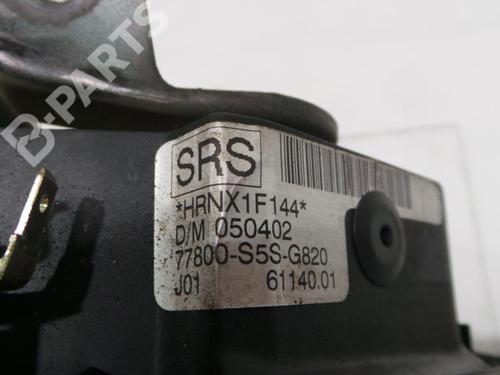 B-PARTS
SRS
*HRNX1F144*
D/M 050402
77800-S5S-G820
J01 61140.01